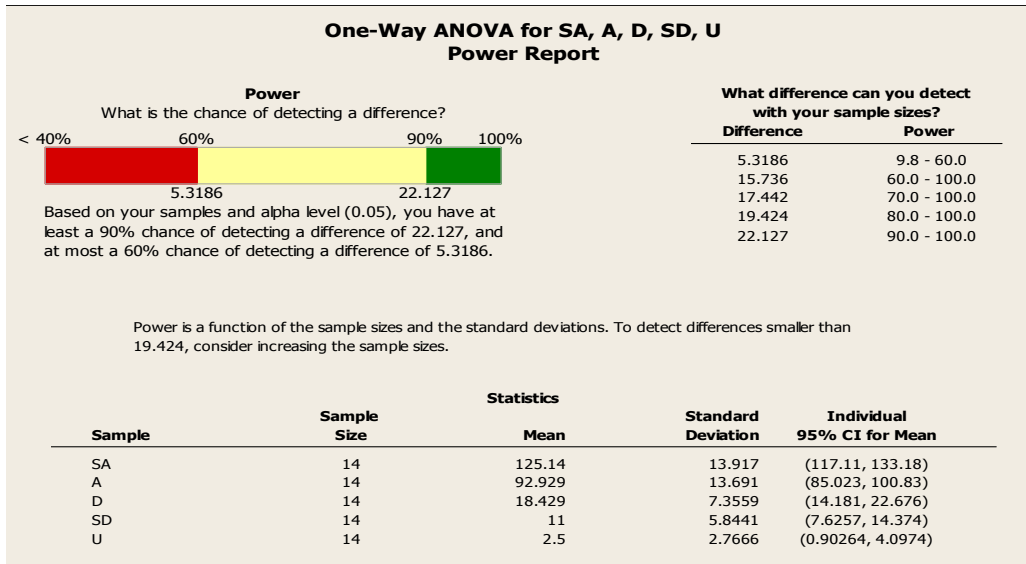 One-Way ANOVA for SA, A, D, SD, U
Power Report
Power
What is the chance of detecting a difference?
< 40% 60% 90% 100%
5.3186 22.127
Based on your samples and alpha level (0.05), you have at
least a 90% chance of detecting a difference of 22.127, and
at most a 60% chance of detecting a difference of 5.3186.
What difference can you detect
with your sample sizes?
Difference Power
5.3186 9.8 - 60.0
15.736 60.0 - 100.0
17.442 70.0 - 100.0
19.424 80.0 - 100.0
22.127 90.0 - 100.0
Power is a function of the sample sizes and the standard deviations. To detect differences smaller than
19.424, consider increasing the sample sizes.
Statistics
Sample Standard Individual
Sample Size Mean Deviation 95% CI for Mean
SA 14 125.14 13.917 (117.11, 133.18)
A 14 92.929 13.691 (85.023, 100.83)
D 14 18.429 7.3559 (14.181, 22.676)
SD 14 11 5.8441 (7.6257, 14.374)
U 14 2.5 2.7666 (0.90264, 4.0974)